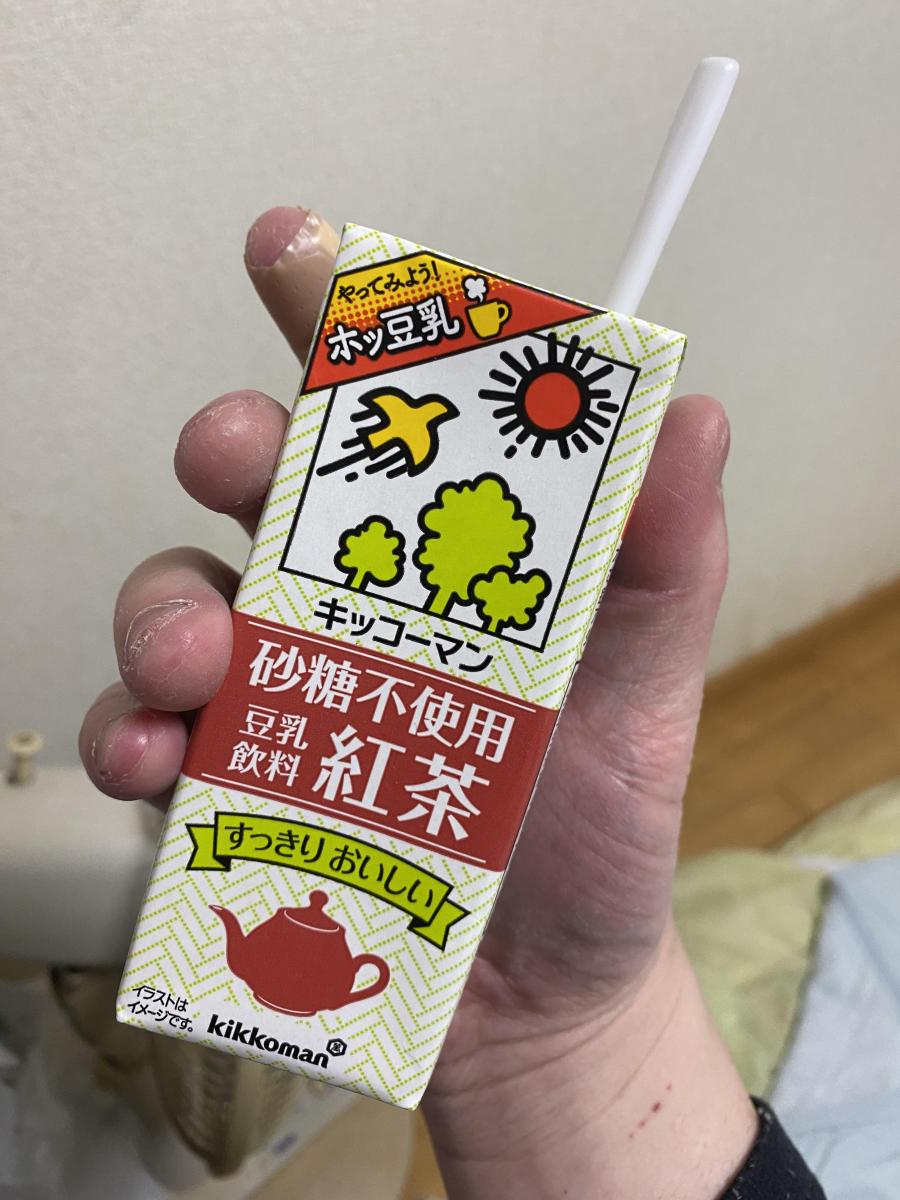 やってみよう!
ホッ豆乳
キッコーマン
砂糖不使用
豆乳
飲料
紅茶
すっきりおいしい
イラストは
イメージです。
kikkoman